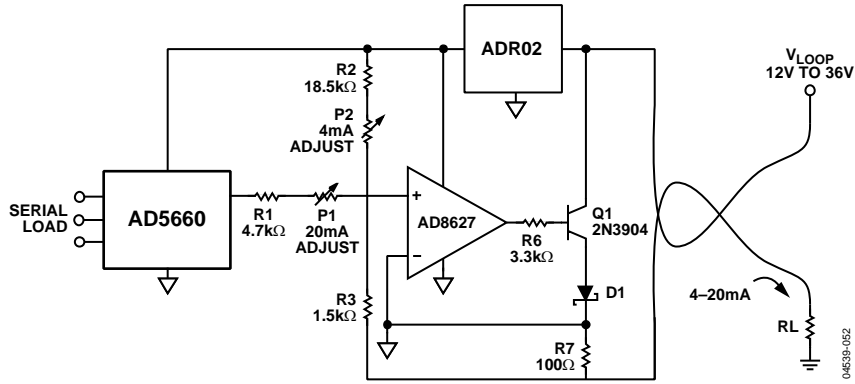 ADR02
V_LOOP
12V TO 36V
R2
18.5kΩ
P2
4mA
ADJUST
AD5660
SERIAL
LOAD
R1
4.7kΩ
P1
20mA
ADJUST
+
AD8627
−
R6
3.3kΩ
Q1
2N3904
D1
R3
1.5kΩ
R7
100Ω
4–20mA
RL
04539-052